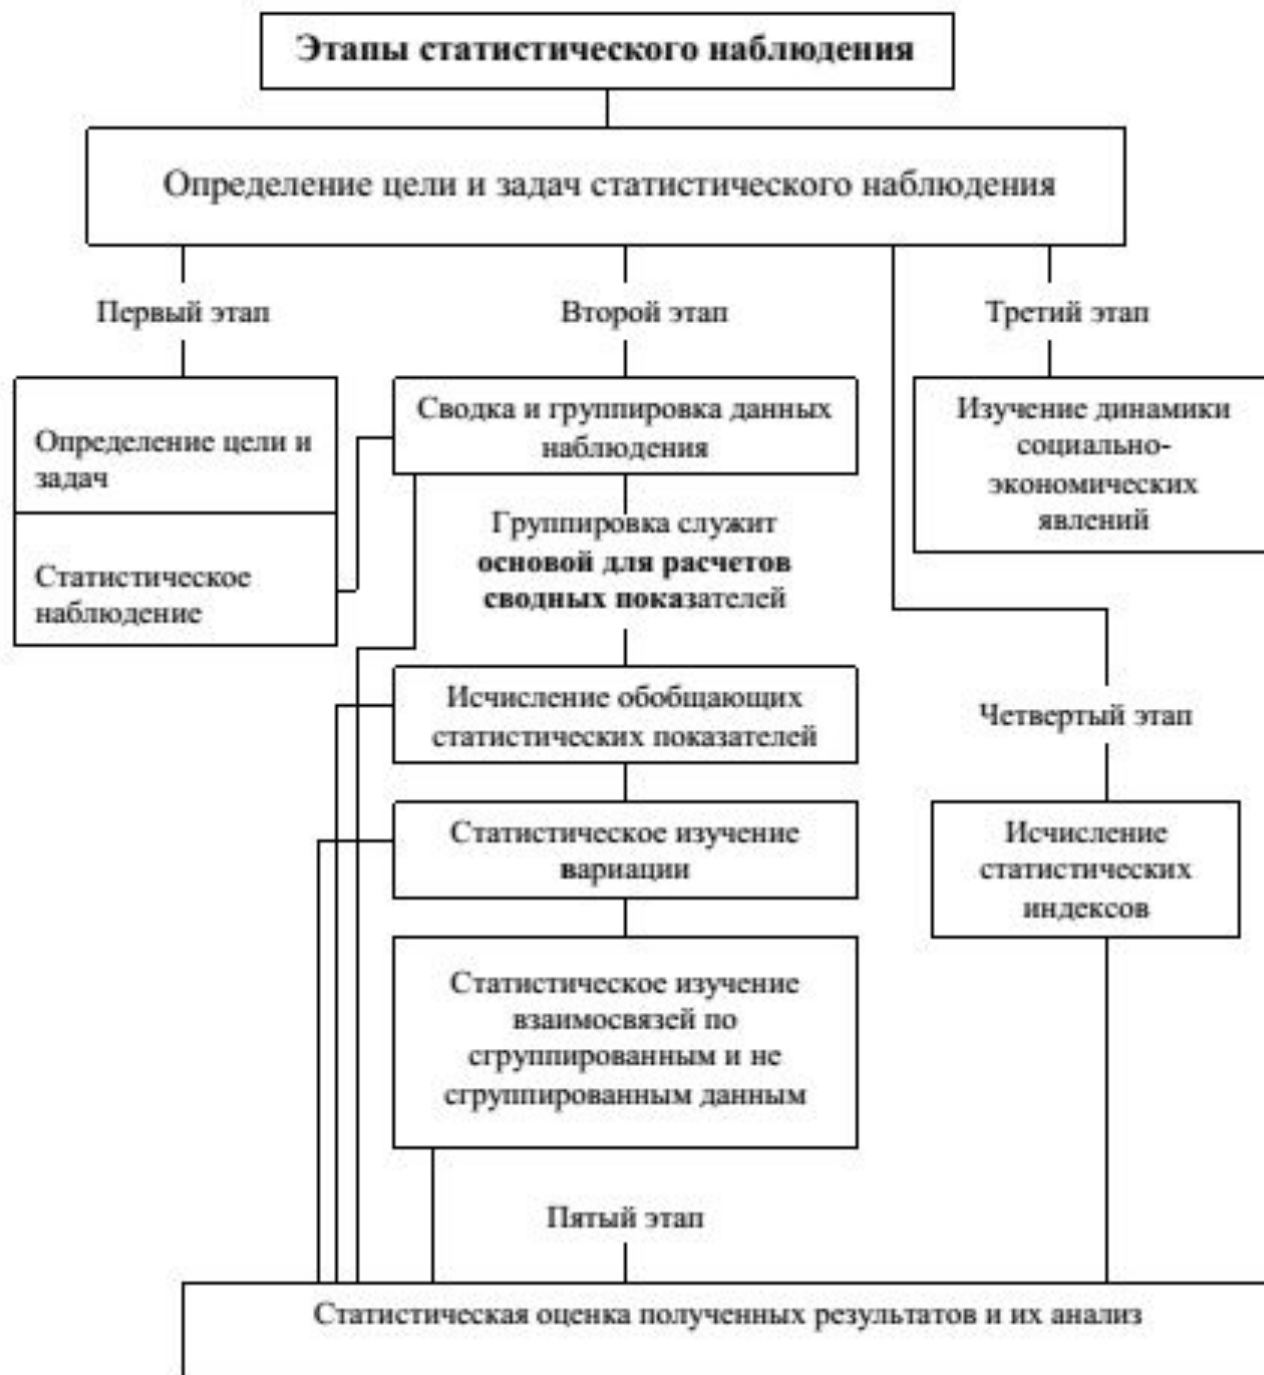 Этапы статистического наблюдения
Определение цели и задач статистического наблюдения
Первый этап
Второй этап
Третий этап
Определение цели и
задач
Статистическое
наблюдение
Сводка и группировка данных
наблюдения
Группировка служит
основой для расчетов
сводных показателей
Исчисление обобщающих
статистических показателей
Статистическое изучение
вариации
Статистическое изучение
взаимосвязей по
сгруппированным и не
сгруппированным данным
Изучение динамики
социально-
экономических
явлений
Четвертый этап
Исчисление
статистических
индексов
Пятый этап
Статистическая оценка полученных результатов и их анализ